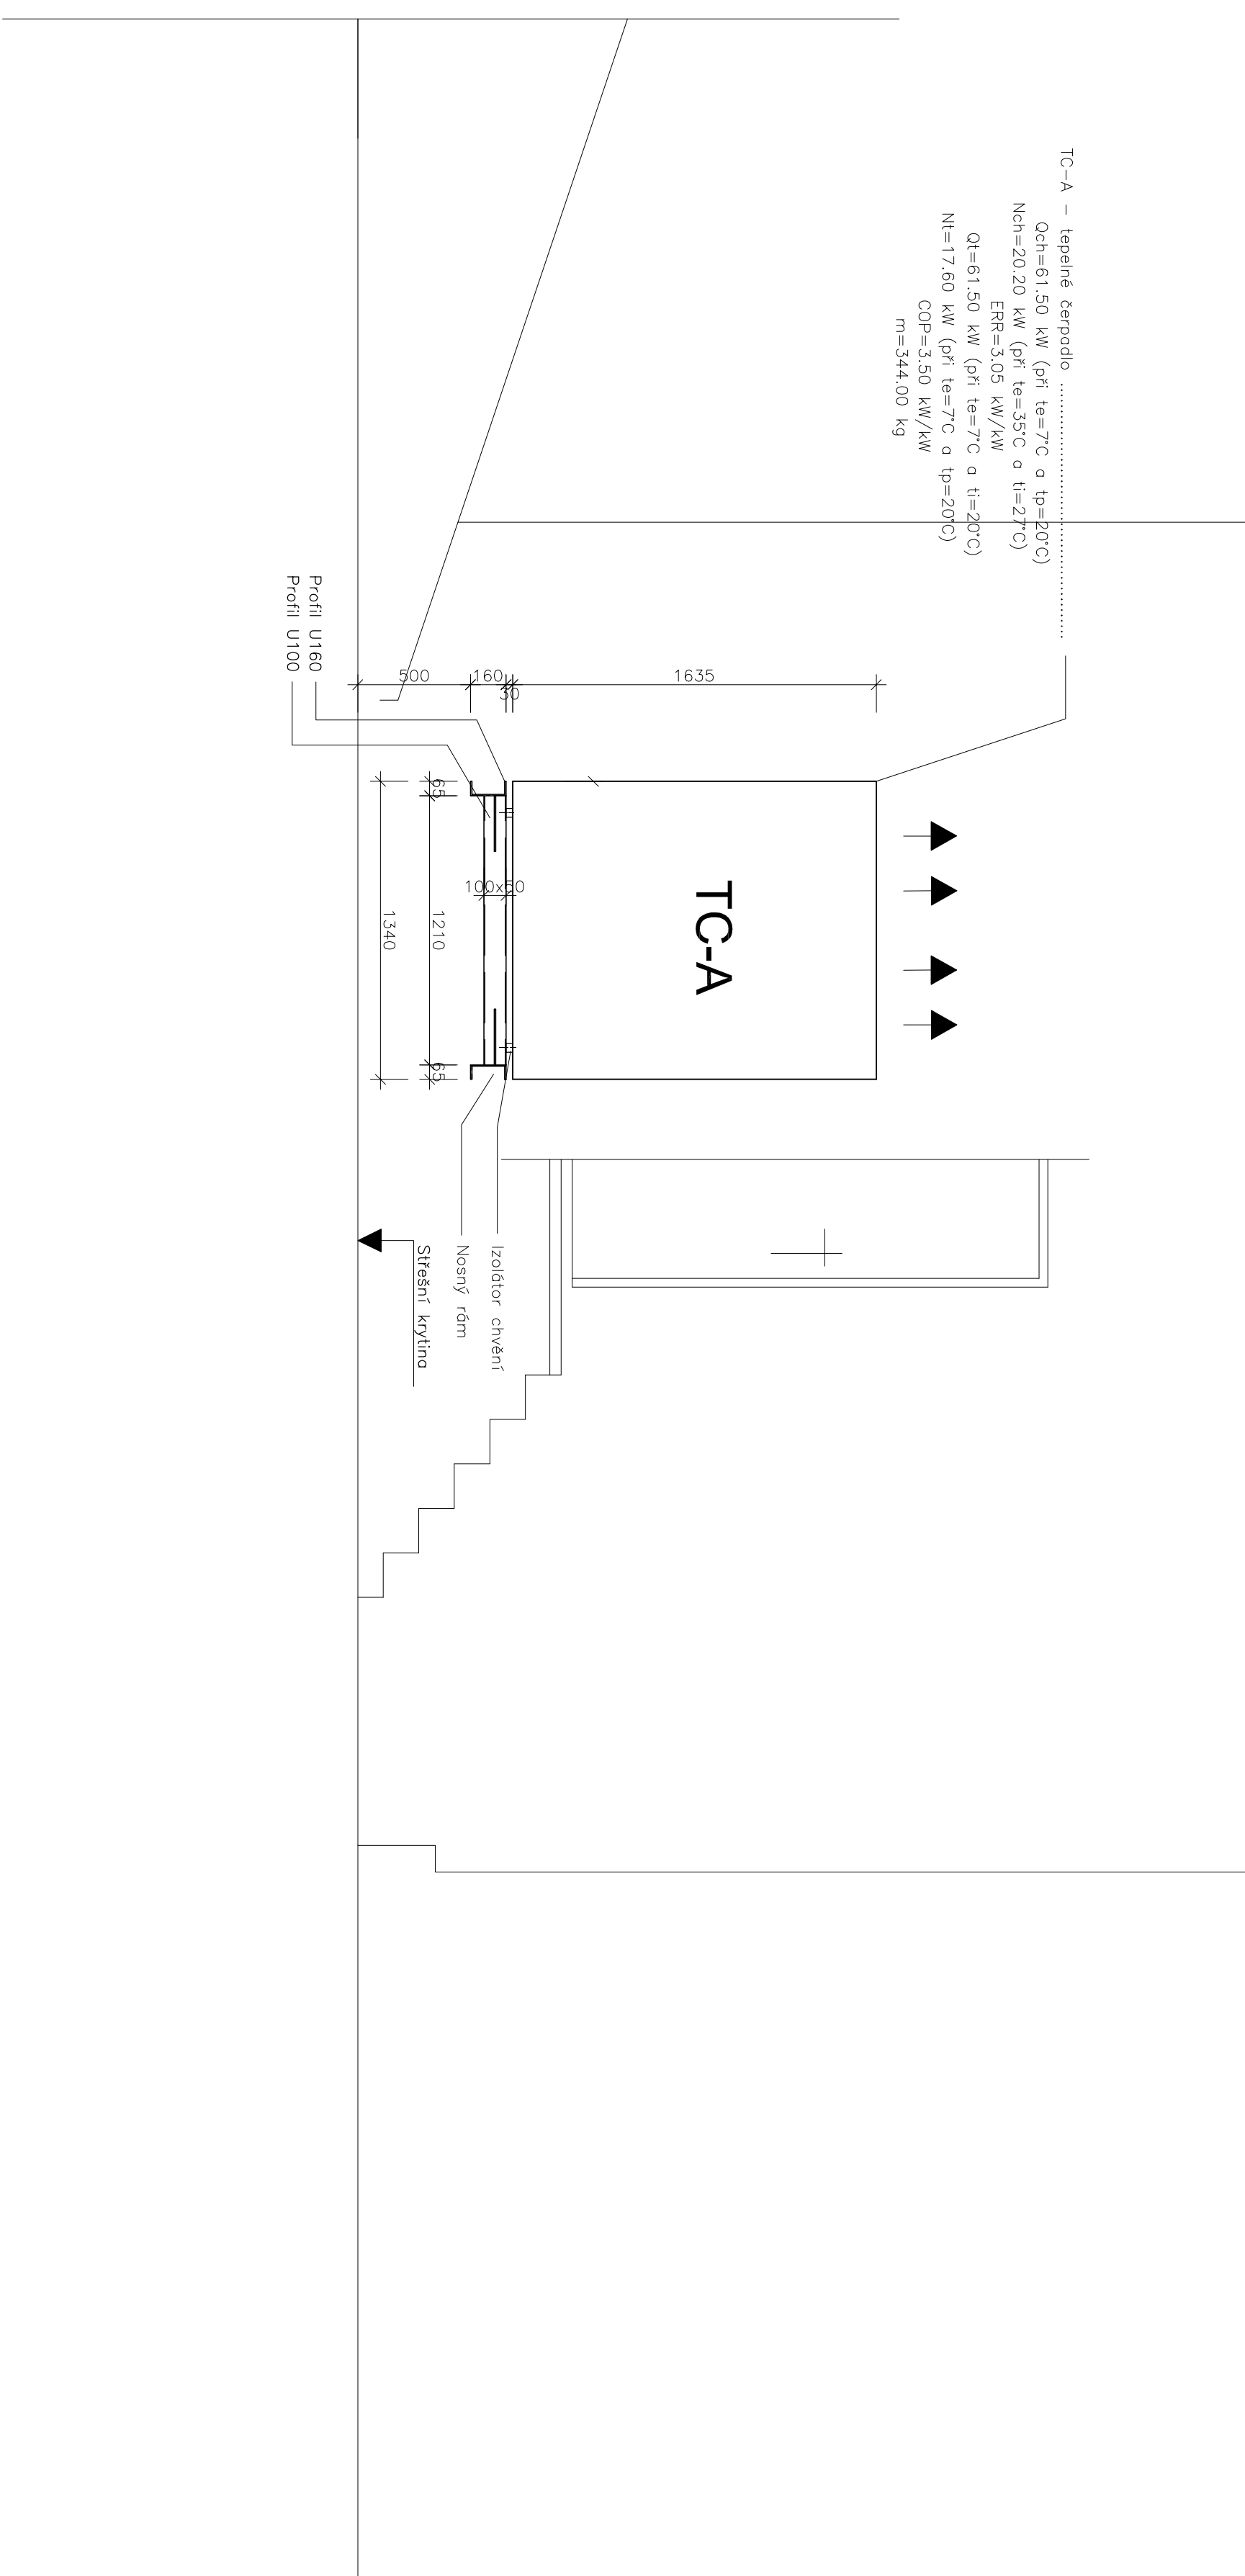 TC-A - tepelné čerpadlo ................................................
Qch=61.50 kW (při te=7°C a tp=20°C)
Nch=20.20 kW (při te=35°C a ti=27°C)
ERR=3.05 kW/kW
Qt=61.50 kW (při te=7°C a ti=20°C)
Nt=17.60 kW (při te=7°C a tp=20°C)
COP=3.50 kW/kW
m=344.00 kg
TC-A
1635
30
160
500
Profil U160
Profil U100
100x50
65
1210
65
1340
Izolátor chvění
Nosný rám
Střešní krytina